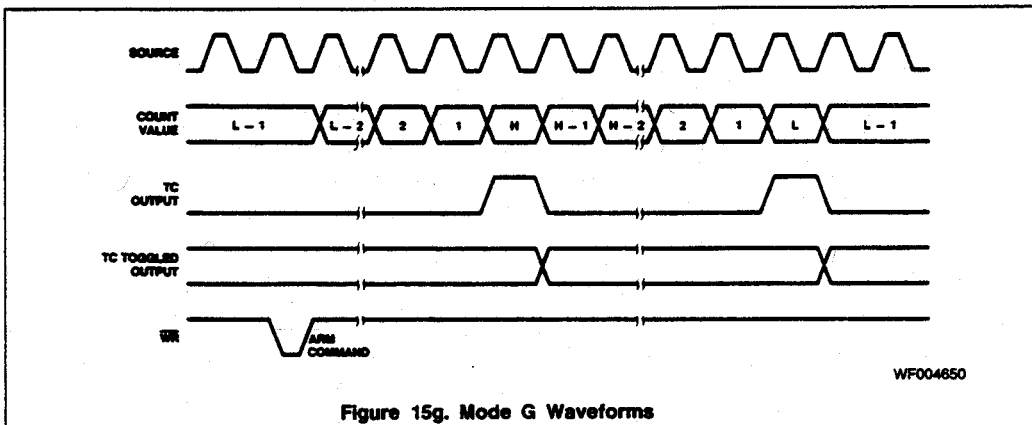 SOURCE
COUNT
VALUE
L – 1 L – 2 2 1 H H – 1 H – 2 2 1 L L – 1
TC
OUTPUT
TC TOGGLED
OUTPUT
WR
ARM
COMMAND
WF004650
Figure 15g. Mode G Waveforms